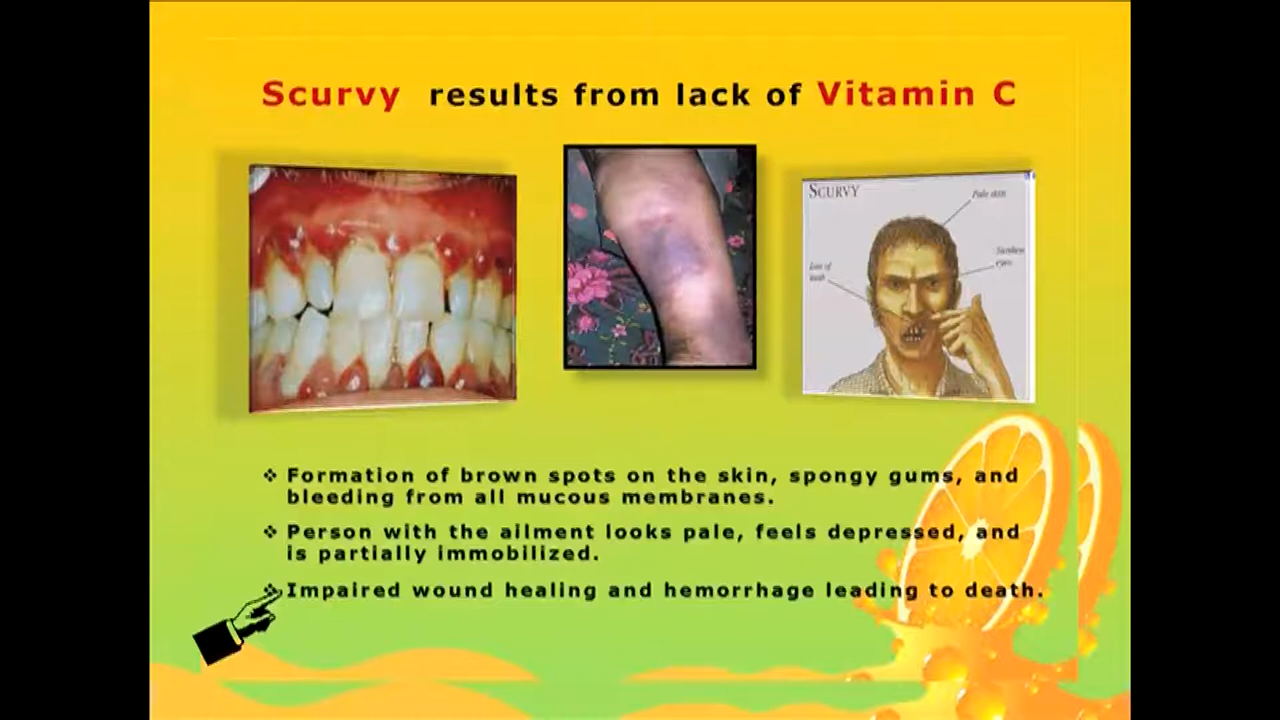 Scurvy results from lack of Vitamin C
SCURVY
Pale skin
Sunken
eyes
Loss of
teeth
❖ Formation of brown spots on the skin, spongy gums, and
bleeding from all mucous membranes.
❖ Person with the ailment looks pale, feels depressed, and
is partially immobilized.
❖ Impaired wound healing and hemorrhage leading to death.